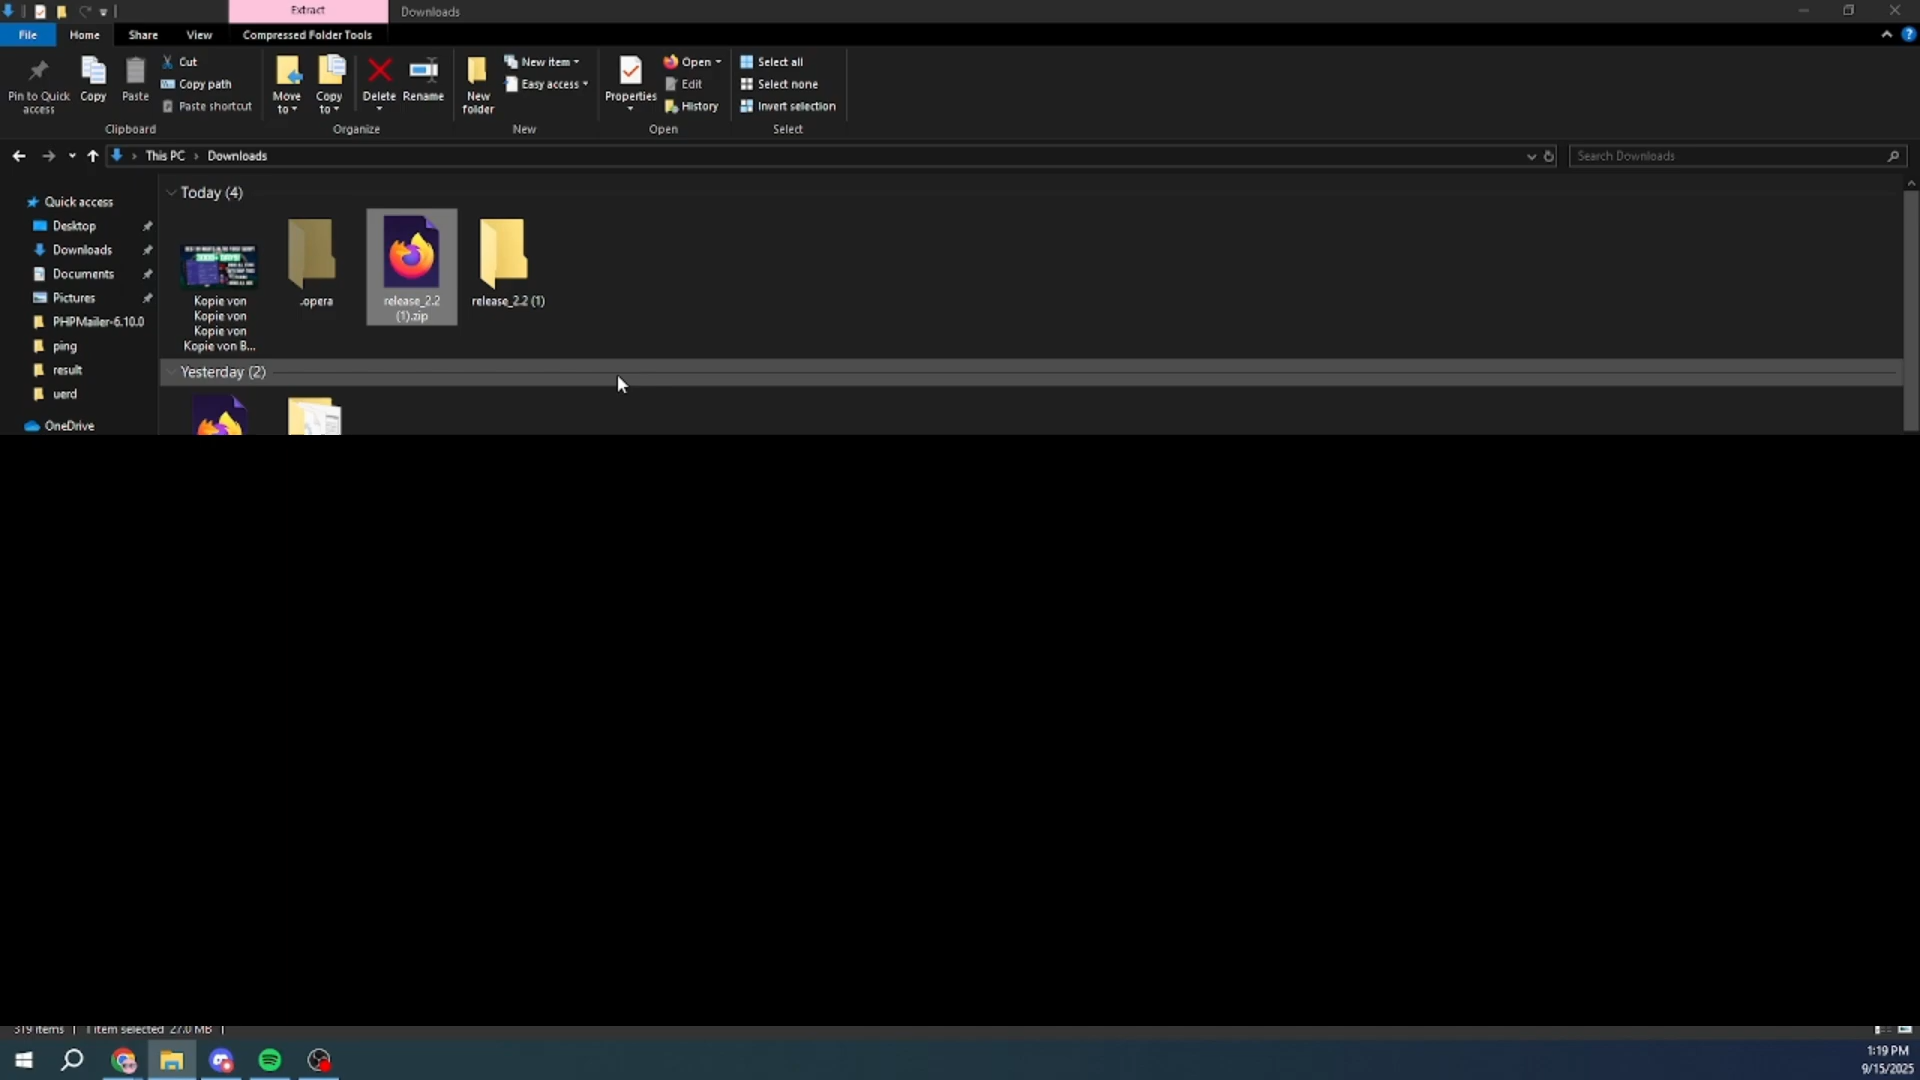 Extract
Downloads
File
Home
Share
View
Compressed Folder Tools
Pin to Quick
access
Copy
Paste
Cut
Copy path
Paste shortcut
Clipboard
Move
to
Copy
to
Delete
Rename
Organize
New
folder
New item
Easy access
New
Properties
Open
Edit
History
Open
Select all
Select none
Invert selection
Select
This PC
Downloads
Search Downloads
Quick access
Desktop
Downloads
Documents
Pictures
PHPMailer-6.10.0
ping
result
uerd
OneDrive
Today (4)
Kopie von
Kopie von
Kopie von
Kopie von B...
.opera
release_2.2
(1).zip
release_2.2 (1)
Yesterday (2)
319 items
1 item selected 27.0 MB
1:19 PM
9/15/2025